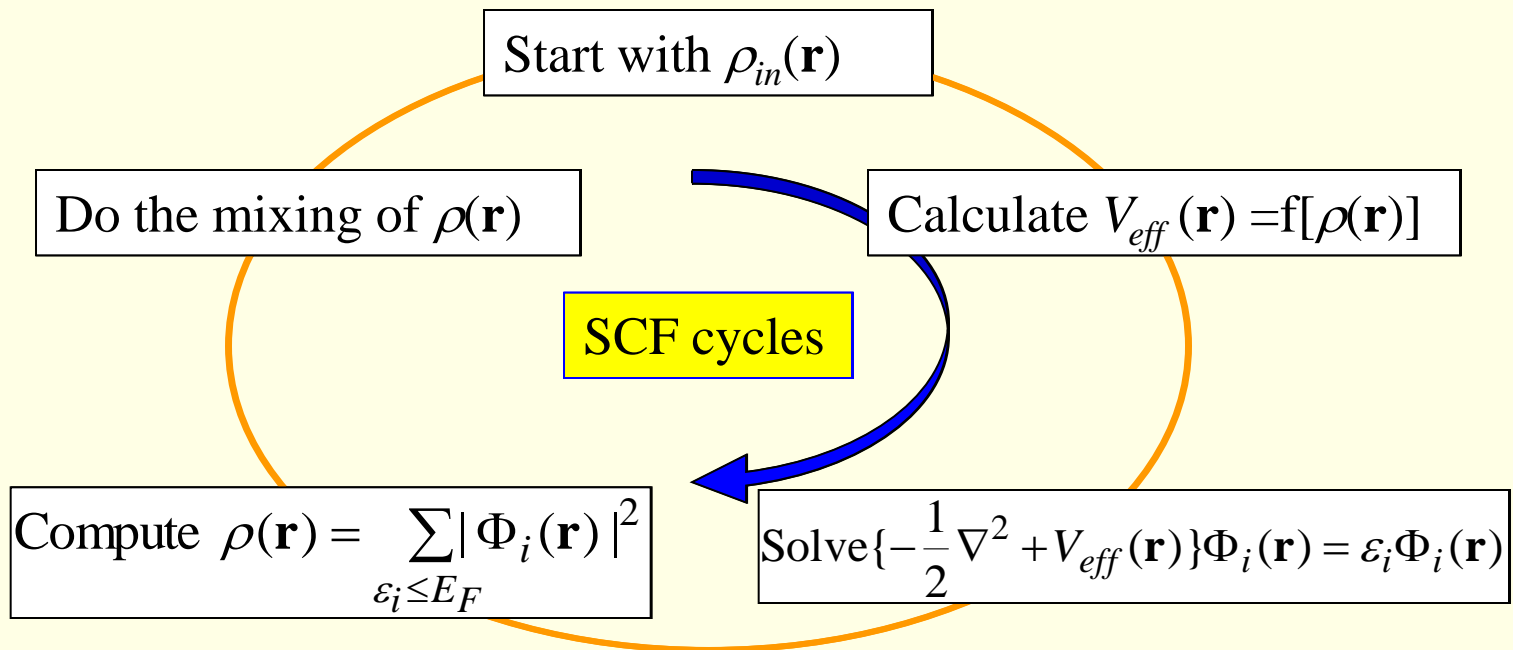 Start with ρ_in(r)
Do the mixing of ρ(r)
Calculate V_eff(r) =f[ρ(r)]
SCF cycles
Compute ρ(r) = ∑_{ε_i≤E_F} | Φ_i(r) |^2
Solve{-1/2 ∇^2 +V_eff(r)}Φ_i(r) = ε_iΦ_i(r)